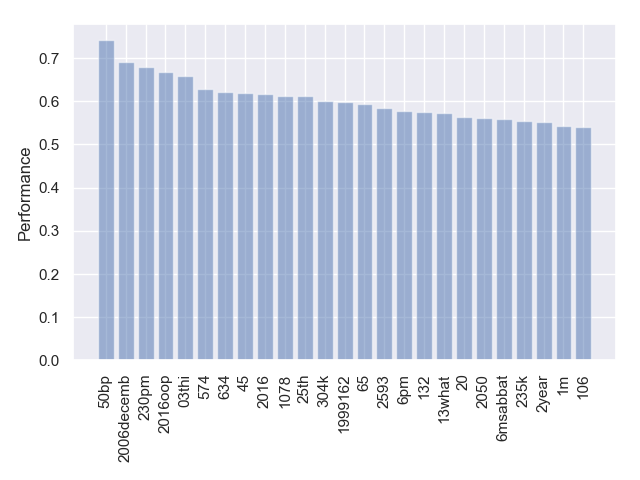 0.7
0.6
0.5
0.4
0.3
0.2
0.1
0.0
Performance
50bp
2006decemb
230pm
2016oop
03thi
574
634
45
2016
1078
25th
304k
1999162
65
2593
6pm
132
13what
20
2050
6msabbat
235k
2year
1m
106